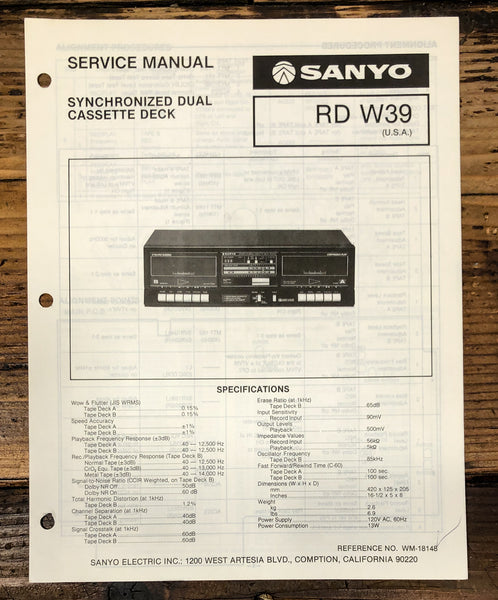 SERVICE MANUAL
SANYO
SYNCHRONIZED DUAL
CASSETTE DECK
RD W39
(U.S.A.)
SPECIFICATIONS
Wow & Flutter (JIS WRMS)
Tape Deck A 0.15%
Tape Deck B 0.15%
Speed Accuracy
Tape Deck A ±1%
Tape Deck B ±1%
Playback Frequency Response (±3dB)
Tape Deck A 40 — 12,500 Hz
Tape Deck B 40 — 12,500 Hz
Rec./Playback Frequency Response (Tape Deck B)
Normal Tape (±3dB) 40 — 12,500 Hz
CrO2 Equ. Tape (±3dB) 40 — 13,000 Hz
Metal Tape (±3dB) 40 — 14,000 Hz
Signal-to-Noise Ratio (CCIR Weighted, on Tape Deck B)
Dolby NR Off 50dB
Dolby NR On 60 dB
Total Harmonic Distortion (at 1kHz)
Tape Deck B 1.2%
Channel Separation (at 1kHz)
Tape Deck A 40dB
Tape Deck B 40dB
Signal Crosstalk (at 1kHz)
Tape Deck A 60dB
Tape Deck B 60dB
Erase Ratio (at 1kHz)
Tape Deck B 65dB
Input Sensitivity
Record Input 90mV
Output Levels
Playback 500mV
Impedance Values
Record Input 56kΩ
Playback 5kΩ
Oscillator Frequency
Tape Deck B 85kHz
Fast Forward/Rewind Time (C-60)
Tape Deck A 100 sec.
Tape Deck B 100 sec.
Dimensions (W x H x D)
mm 420 x 125 x 205
Inches 16-1/2 x 5 x 8
Weight
kg 2.6
lbs 6.9
Power Supply 120V AC, 60Hz
Power Consumption 13W
REFERENCE NO. WM-18148
SANYO ELECTRIC INC.; 1200 WEST ARTESIA BLVD., COMPTION, CALIFORNIA 90220